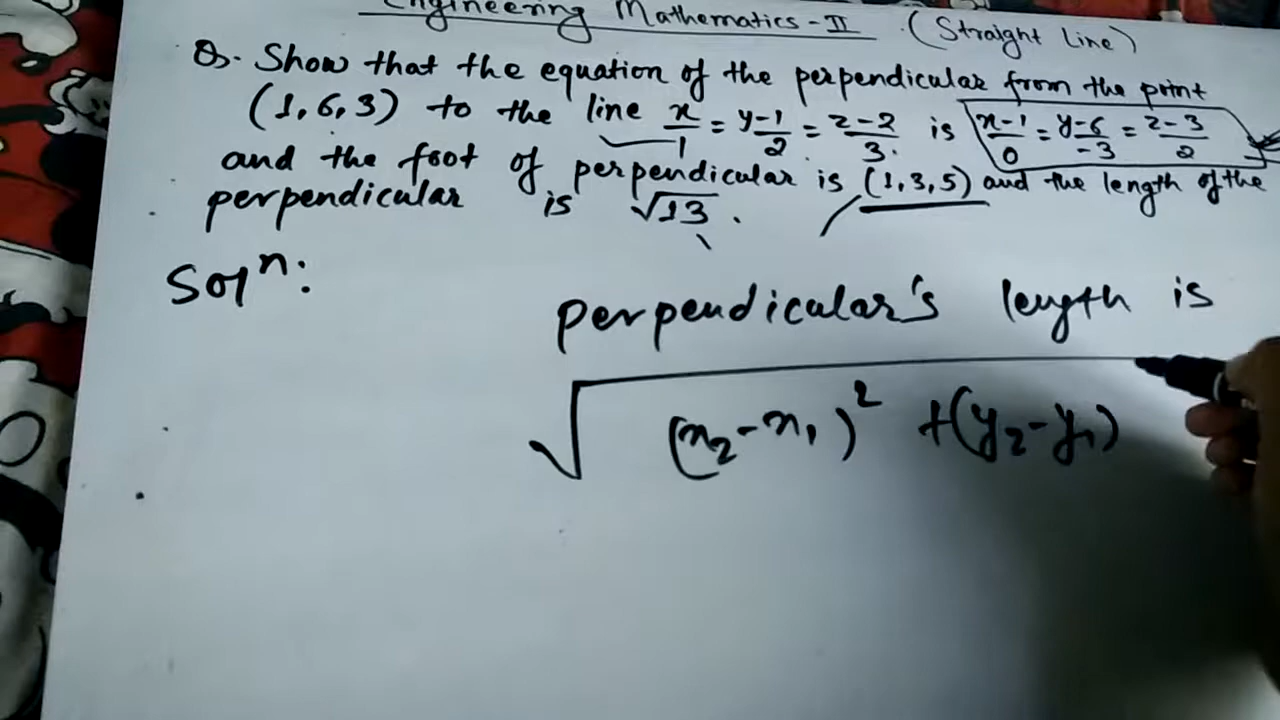 Engineering Mathematics - II (Straight Line)
Qs. Show that the equation of the perpendicular from the point
(1, 6, 3) to the line x/1 = y-1/2 = z-2/3. is x-1/0 = y-6/-3 = z-3/2
and the foot of perpendicular is (1, 3, 5) and the length of the
perpendicular is √13.
Solⁿ:
perpendicular's length is
√(x₂-x₁)² + (y₂-y₁)